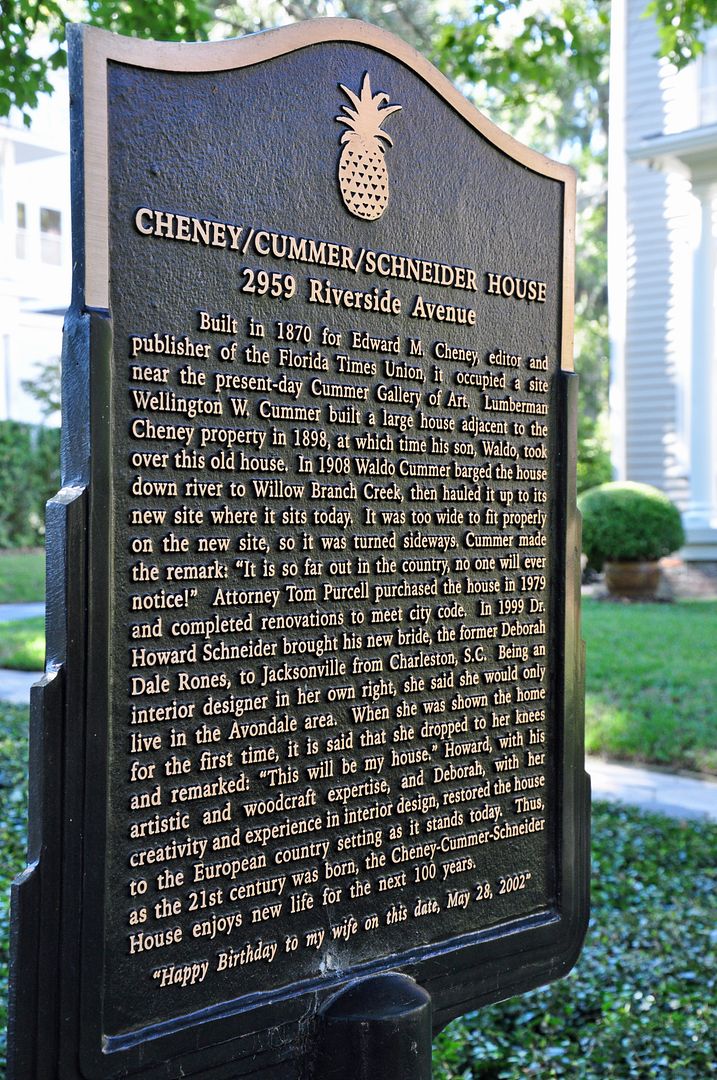 CHENEY/CUMMER/SCHNEIDER HOUSE
2959 Riverside Avenue
Built in 1870 for Edward M. Cheney, editor and
publisher of the Florida Times Union, it occupied a site
near the present-day Cummer Gallery of Art. Lumberman
Wellington W. Cummer built a large house adjacent to the
Cheney property in 1898, at which time his son, Waldo, took
over this old house. In 1908 Waldo Cummer barged the house
down river to Willow Branch Creek, then hauled it up to its
new site where it sits today. It was too wide to fit properly
on the new site, so it was turned sideways. Cummer made
the remark: “It is so far out in the country, no one will ever
notice!” Attorney Tom Purcell purchased the house in 1979
and completed renovations to meet city code. In 1999 Dr.
Howard Schneider brought his new bride, the former Deborah
Dale Rones, to Jacksonville from Charleston, S.C. Being an
interior designer in her own right, she said she would only
live in the Avondale area. When she was shown the home
for the first time, it is said that she dropped to her knees
and remarked: “This will be my house.” Howard, with his
artistic and woodcraft expertise, and Deborah, with her
creativity and experience in interior design, restored the house
to the European country setting as it stands today. Thus,
as the 21st century was born, the Cheney-Cummer-Schneider
House enjoys new life for the next 100 years.
“Happy Birthday to my wife on this date, May 28, 2002”